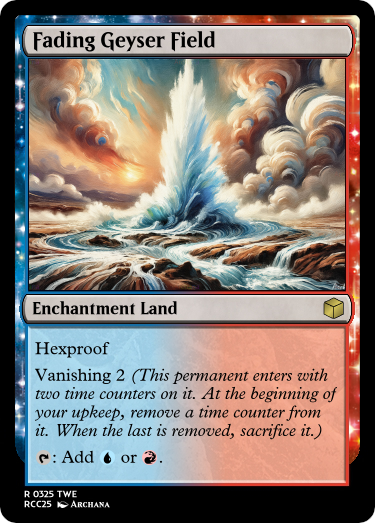 Fading Geyser Field
Enchantment Land
Hexproof
Vanishing 2 (This permanent enters with
two time counters on it. At the beginning of
your upkeep, remove a time counter from
it. When the last is removed, sacrifice it.)
: Add or .
R 0325 TWE
RCC25 Archana